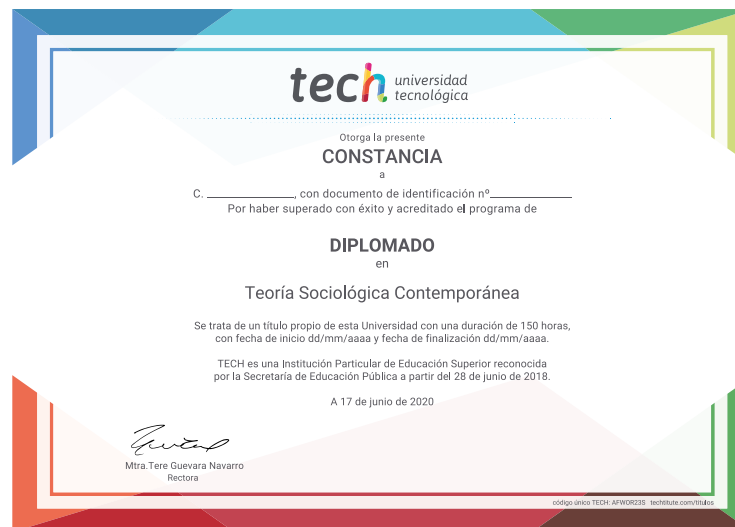 tech universidad
tecnológica
Otorga la presente
CONSTANCIA
a
C. ______________, con documento de identificación nº______________
Por haber superado con éxito y acreditado el programa de
DIPLOMADO
en
Teoría Sociológica Contemporánea
Se trata de un título propio de esta Universidad con una duración de 150 horas,
con fecha de inicio dd/mm/aaaa y fecha de finalización dd/mm/aaaa.
TECH es una Institución Particular de Educación Superior reconocida
por la Secretaría de Educación Pública a partir del 28 de junio de 2018.
A 17 de junio de 2020
Mtra.Tere Guevara Navarro
Rectora
código único TECH: AFWOR23S techtitute.com/titulos